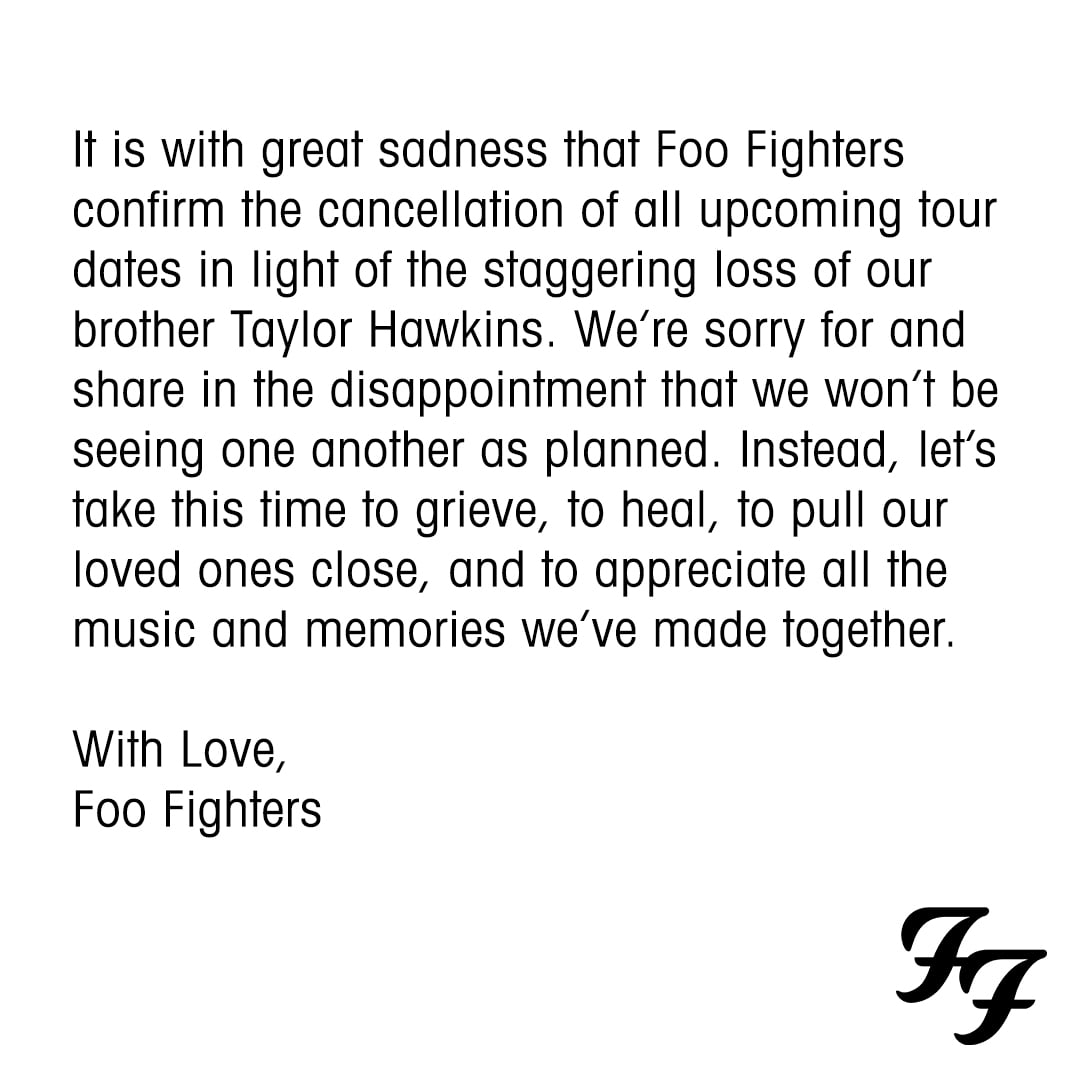 It is with great sadness that Foo Fighters
confirm the cancellation of all upcoming tour
dates in light of the staggering loss of our
brother Taylor Hawkins. We’re sorry for and
share in the disappointment that we won’t be
seeing one another as planned. Instead, let’s
take this time to grieve, to heal, to pull our
loved ones close, and to appreciate all the
music and memories we’ve made together.
With Love,
Foo Fighters
FF